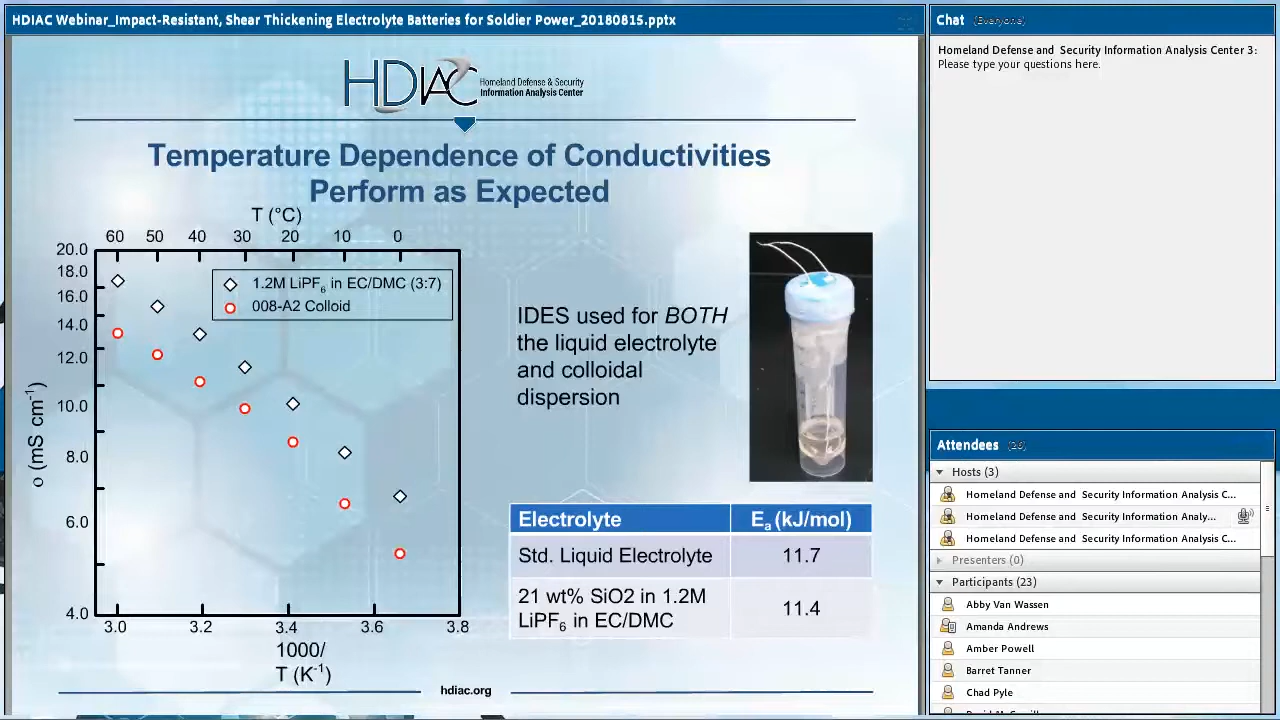 HDIAC Webinar_Impact-Resistant, Shear Thickening Electrolyte Batteries for Soldier Power_20180815.pptx
HDIAC
Homeland Defense & Security
Information Analysis Center
Temperature Dependence of Conductivities
Perform as Expected
T (°C)
60 50 40 30 20 10 0
20.0
18.0
16.0
14.0
12.0
10.0
8.0
6.0
4.0
σ (mS cm⁻¹)
1.2M LiPF₆ in EC/DMC (3:7)
008-A2 Colloid
3.0 3.2 3.4 3.6 3.8
1000/
T (K⁻¹)
IDES used for BOTH
the liquid electrolyte
and colloidal
dispersion
Electrolyte Eₐ (kJ/mol)
Std. Liquid Electrolyte 11.7
21 wt% SiO2 in 1.2M
LiPF₆ in EC/DMC 11.4
hdiac.org
Chat (Everyone)
Homeland Defense and Security Information Analysis Center 3:
Please type your questions here.
Attendees (26)
Hosts (3)
Homeland Defense and Security Information Analysis C...
Homeland Defense and Security Information Analy...
Homeland Defense and Security Information Analysis C...
Presenters (0)
Participants (23)
Abby Van Wassen
Amanda Andrews
Amber Powell
Barret Tanner
Chad Pyle